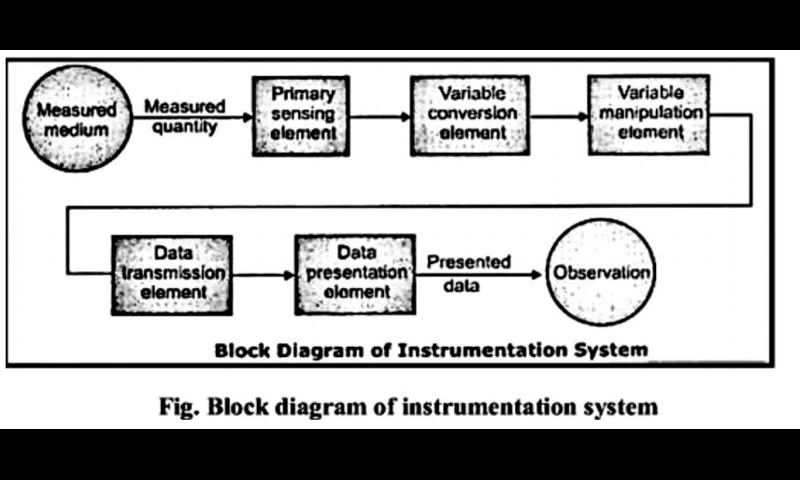 Measured
medium
Measured
quantity
Primary
sensing
element
Variable
conversion
element
Variable
manipulation
element
Data
transmission
element
Data
presentation
element
Presented
data
Observation
Block Diagram of Instrumentation System
Fig. Block diagram of instrumentation system